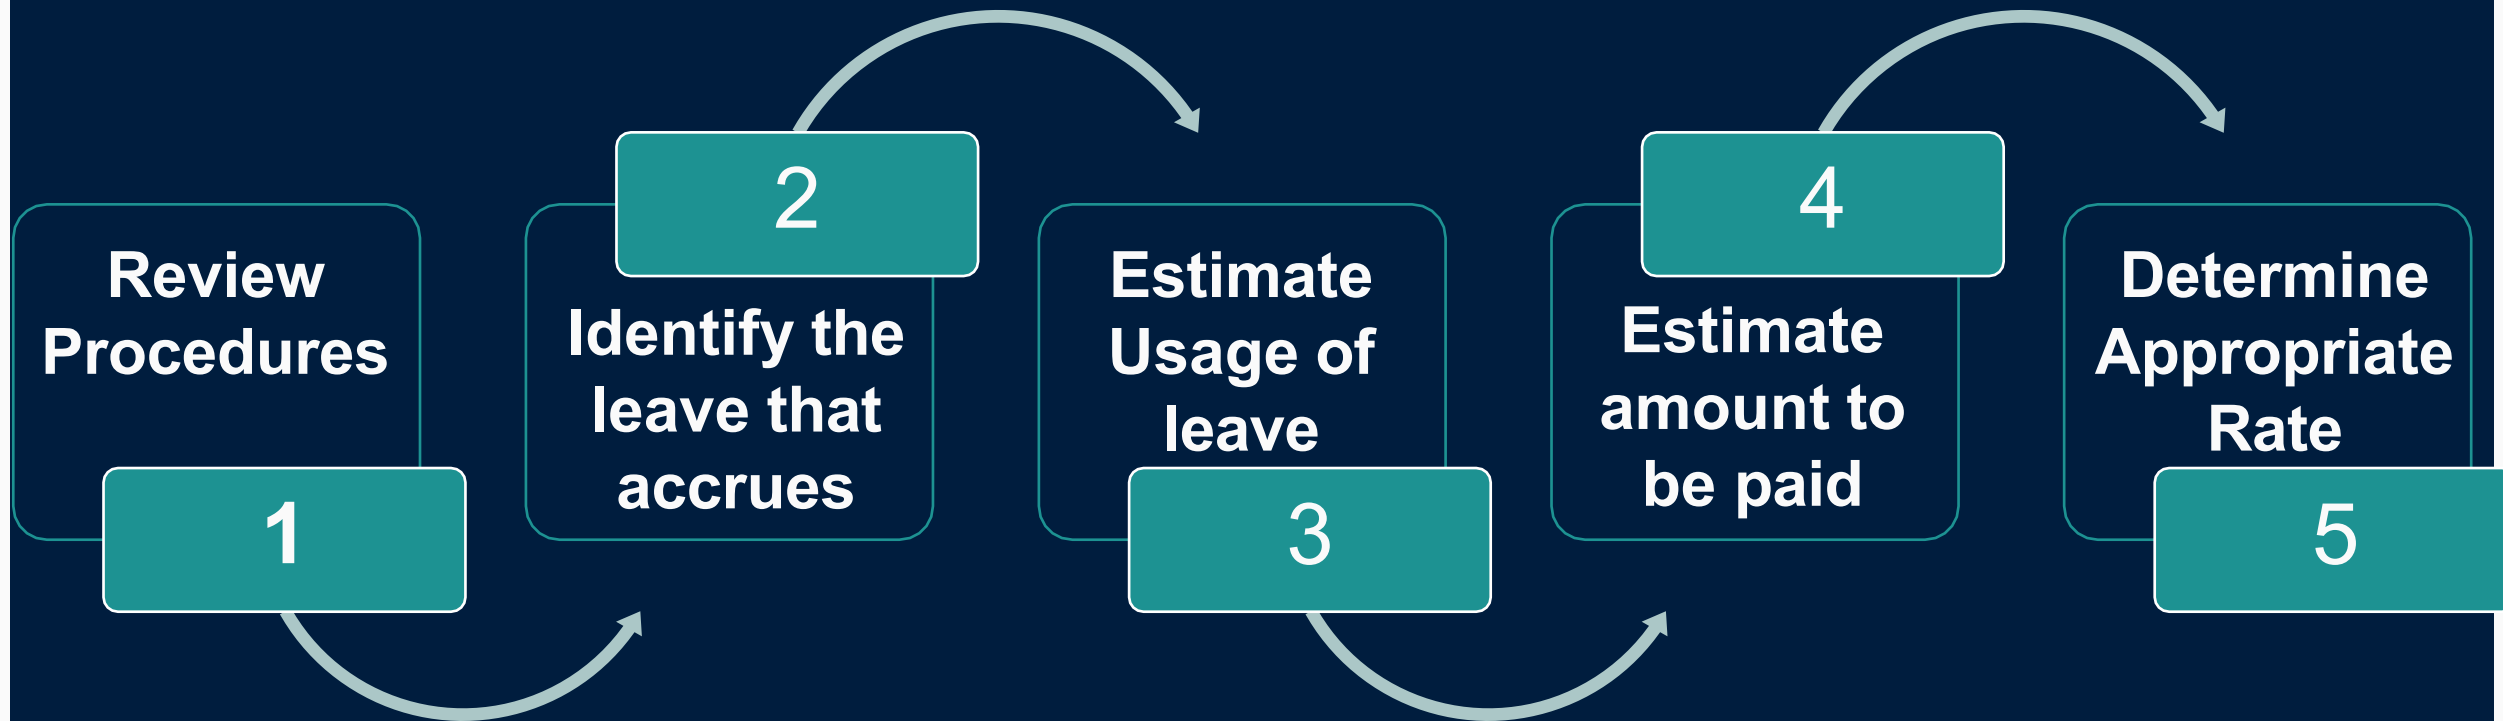 Review
Procedures
1
2
Identify the
leave that
accrues
Estimate
Usage of
leave
3
4
Estimate
amount to
be paid
Determine
Appropriate
Rate
5